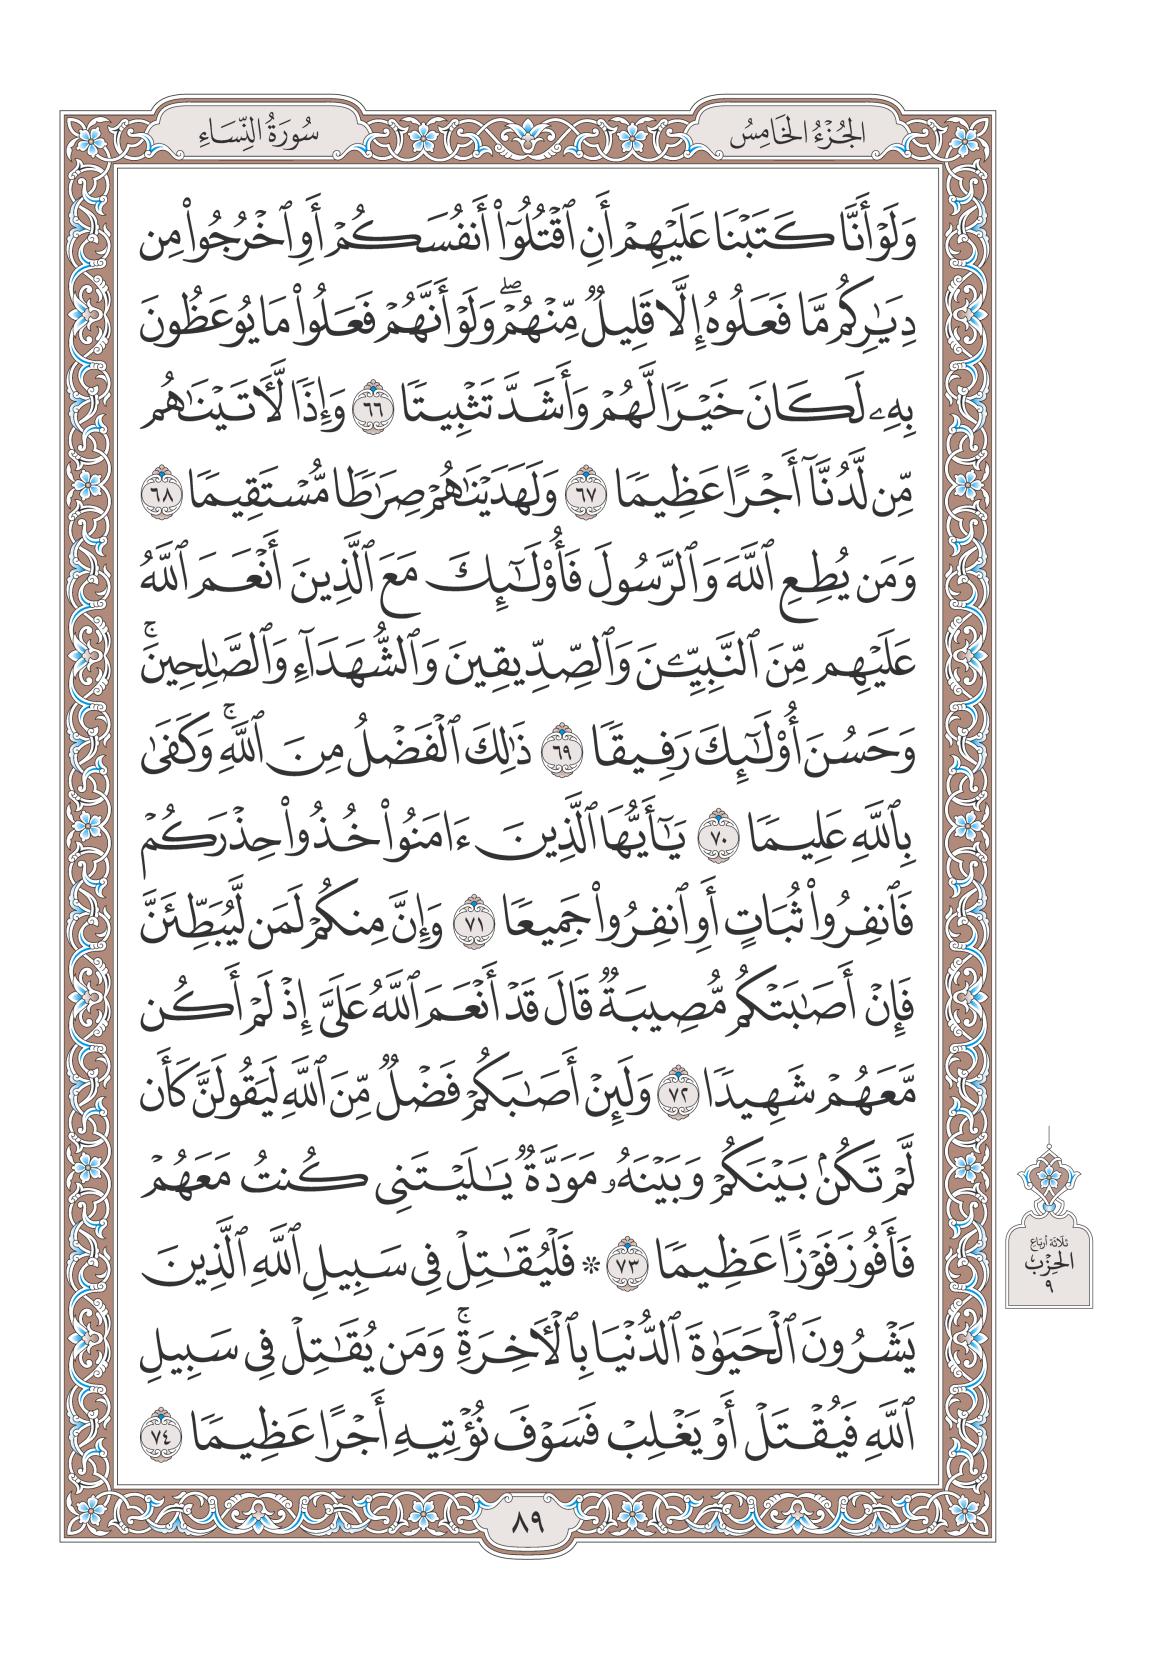 الجُزْءُ الخَامِسُ
سُورَةُ النِّسَاءِ
وَلَوْ أَنَّا كَتَبْنَا عَلَيْهِمْ أَنِ ٱقْتُلُوٓا۟ أَنفُسَكُمْ أَوِ ٱخْرُجُوا۟ مِن
دِيَـٰرِكُم مَّا فَعَلُوهُ إِلَّا قَلِيلٌ مِّنْهُمْ ۖ وَلَوْ أَنَّهُمْ فَعَلُوا۟ مَا يُوعَظُونَ
بِهِۦ لَكَانَ خَيْرًا لَّهُمْ وَأَشَدَّ تَثْبِيتًا ٦٦ وَإِذًا لَّـَٔاتَيْنَـٰهُم
مِّن لَّدُنَّآ أَجْرًا عَظِيمًا ٦٧ وَلَهَدَيْنَـٰهُمْ صِرَٰطًا مُّسْتَقِيمًا ٦٨
وَمَن يُطِعِ ٱللَّهَ وَٱلرَّسُولَ فَأُو۟لَـٰٓئِكَ مَعَ ٱلَّذِينَ أَنْعَمَ ٱللَّهُ
عَلَيْهِم مِّنَ ٱلنَّبِيِّـۧنَ وَٱلصِّدِّيقِينَ وَٱلشُّهَدَآءِ وَٱلصَّـٰلِحِينَ ۚ
وَحَسُنَ أُو۟لَـٰٓئِكَ رَفِيقًا ٦٩ ذَٰلِكَ ٱلْفَضْلُ مِنَ ٱللَّهِ ۚ وَكَفَىٰ
بِٱللَّهِ عَلِيمًا ٧٠ يَـٰٓأَيُّهَا ٱلَّذِينَ ءَامَنُوا۟ خُذُوا۟ حِذْرَكُمْ
فَٱنفِرُوا۟ ثُبَاتٍ أَوِ ٱنفِرُوا۟ جَمِيعًا ٧١ وَإِنَّ مِنكُمْ لَمَن لَّيُبَطِّئَنَّ
فَإِنْ أَصَـٰبَتْكُم مُّصِيبَةٌ قَالَ قَدْ أَنْعَمَ ٱللَّهُ عَلَىَّ إِذْ لَمْ أَكُن
مَّعَهُمْ شَهِيدًا ٧٢ وَلَئِنْ أَصَـٰبَكُمْ فَضْلٌ مِّنَ ٱللَّهِ لَيَقُولَنَّ كَأَن
لَّمْ تَكُنۢ بَيْنَكُمْ وَبَيْنَهُۥ مَوَدَّةٌ يَـٰلَيْتَنِى كُنتُ مَعَهُمْ
فَأَفُوزَ فَوْزًا عَظِيمًا ٧٣ ۞ فَلْيُقَـٰتِلْ فِى سَبِيلِ ٱللَّهِ ٱلَّذِينَ
يَشْرُونَ ٱلْحَيَوٰةَ ٱلدُّنْيَا بِٱلْـَٔاخِرَةِ ۚ وَمَن يُقَـٰتِلْ فِى سَبِيلِ
ٱللَّهِ فَيُقْتَلْ أَوْ يَغْلِبْ فَسَوْفَ نُؤْتِيهِ أَجْرًا عَظِيمًا ٧٤
ثلاثة أرباع
الحِزْب
٩
٨٩